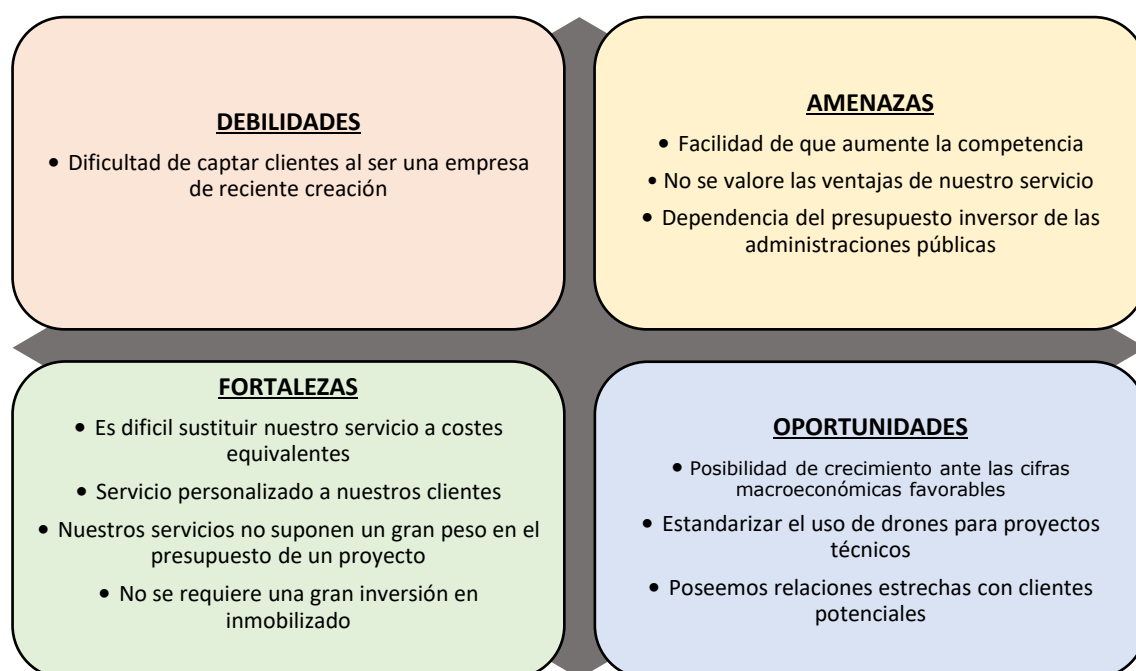 DEBILIDADES
• Dificultad de captar clientes al ser una empresa
de reciente creación
AMENAZAS
• Facilidad de que aumente la competencia
• No se valore las ventajas de nuestro servicio
• Dependencia del presupuesto inversor de las
administraciones públicas
FORTALEZAS
• Es dificil sustituir nuestro servicio a costes
equivalentes
• Servicio personalizado a nuestros clientes
• Nuestros servicios no suponen un gran peso en el
presupuesto de un proyecto
• No se requiere una gran inversión en
inmobilizado
OPORTUNIDADES
• Posibilidad de crecimiento ante las cifras
macroeconómicas favorables
• Estandarizar el uso de drones para proyectos
técnicos
• Poseemos relaciones estrechas con clientes
potenciales